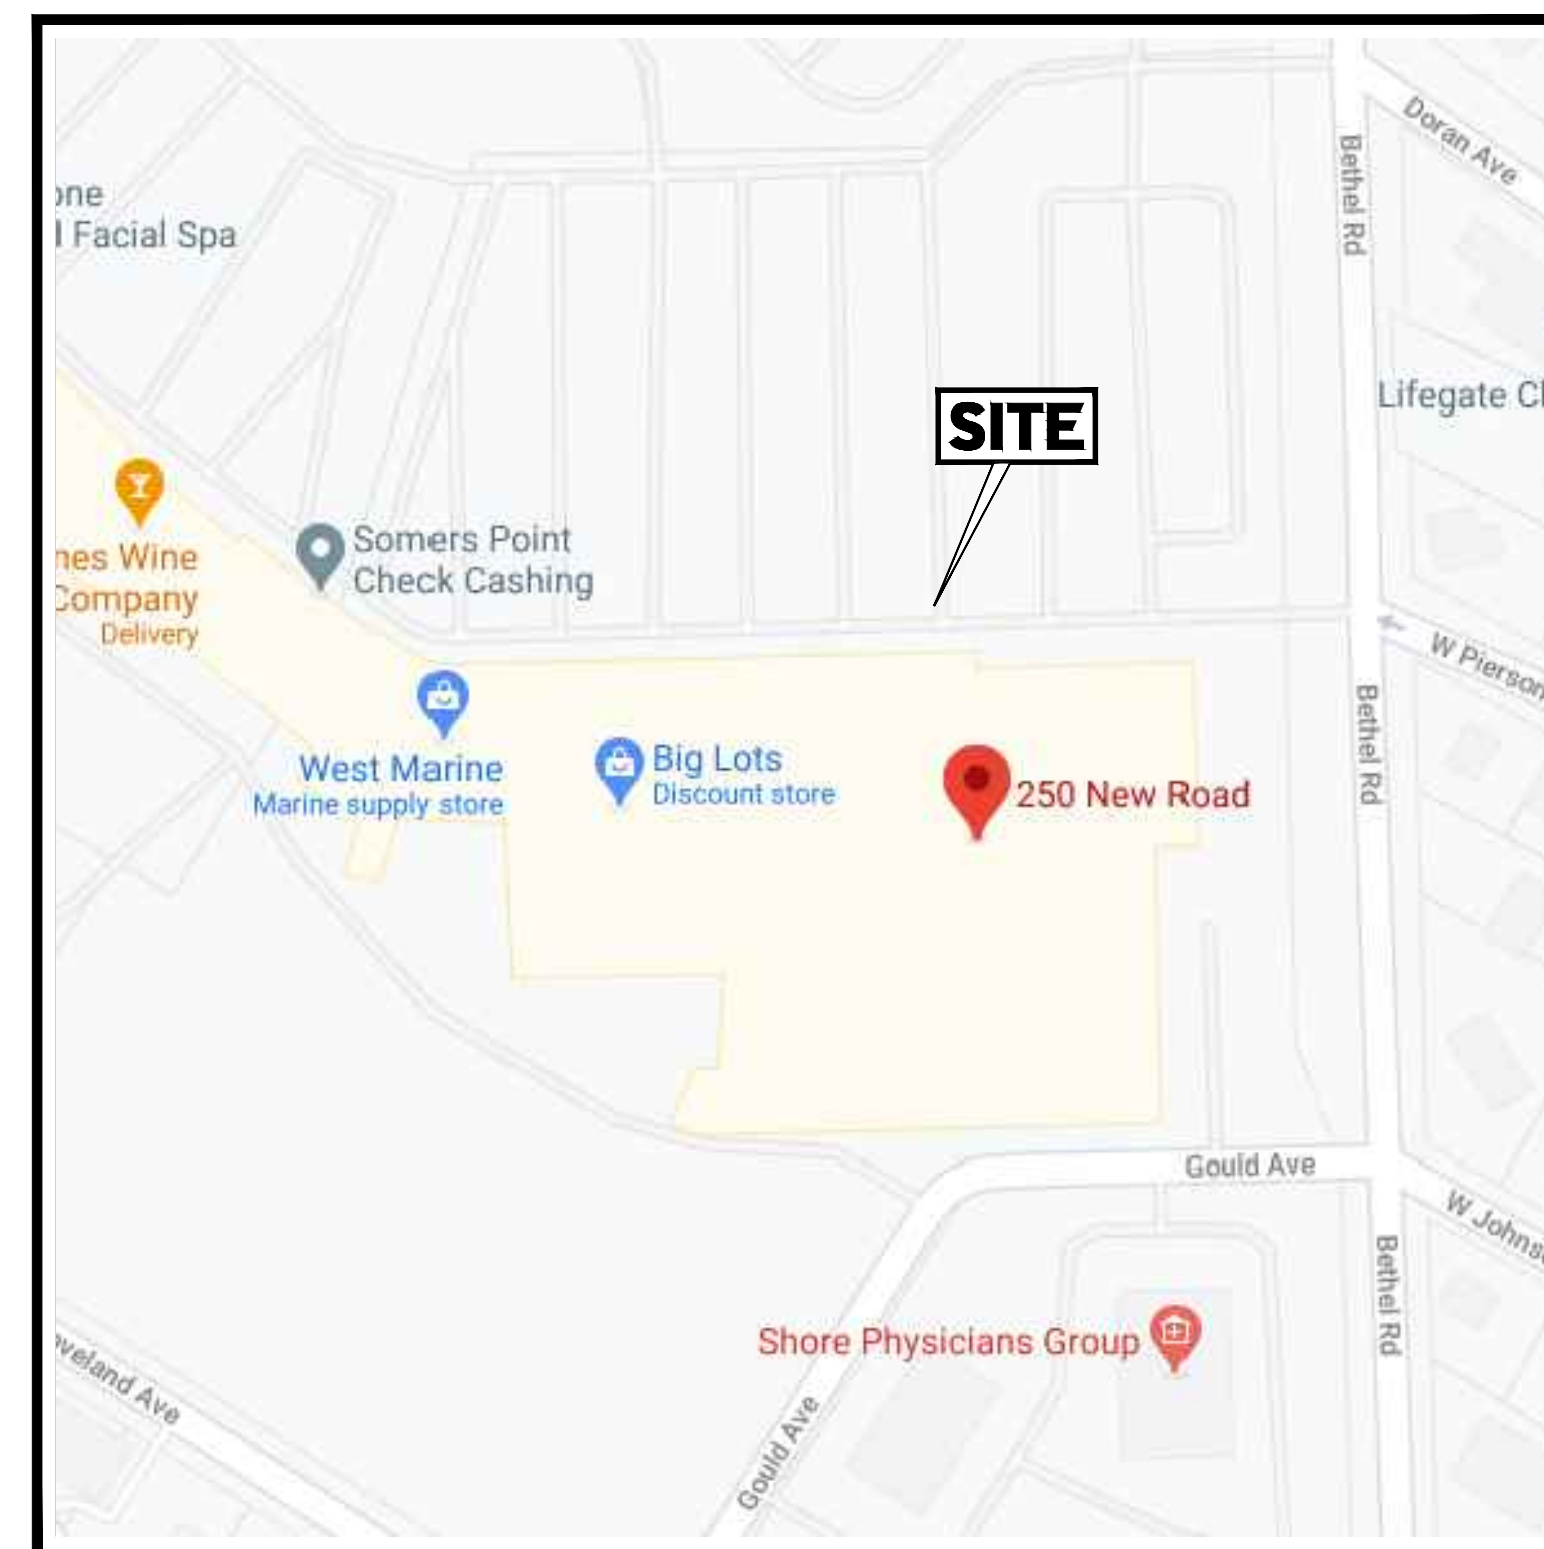 Doran Ave
Bethel Rd
Facial Spa
SITE
Lifegate
Somers Point
Check Cashing
Wine
Company
Delivery
W Pierson
Bethel Rd
West Marine
Marine supply store
Big Lots
Discount store
250 New Road
Gould Ave
W
Bethel Rd
Shore Physicians Group
Ave
Gould Ave